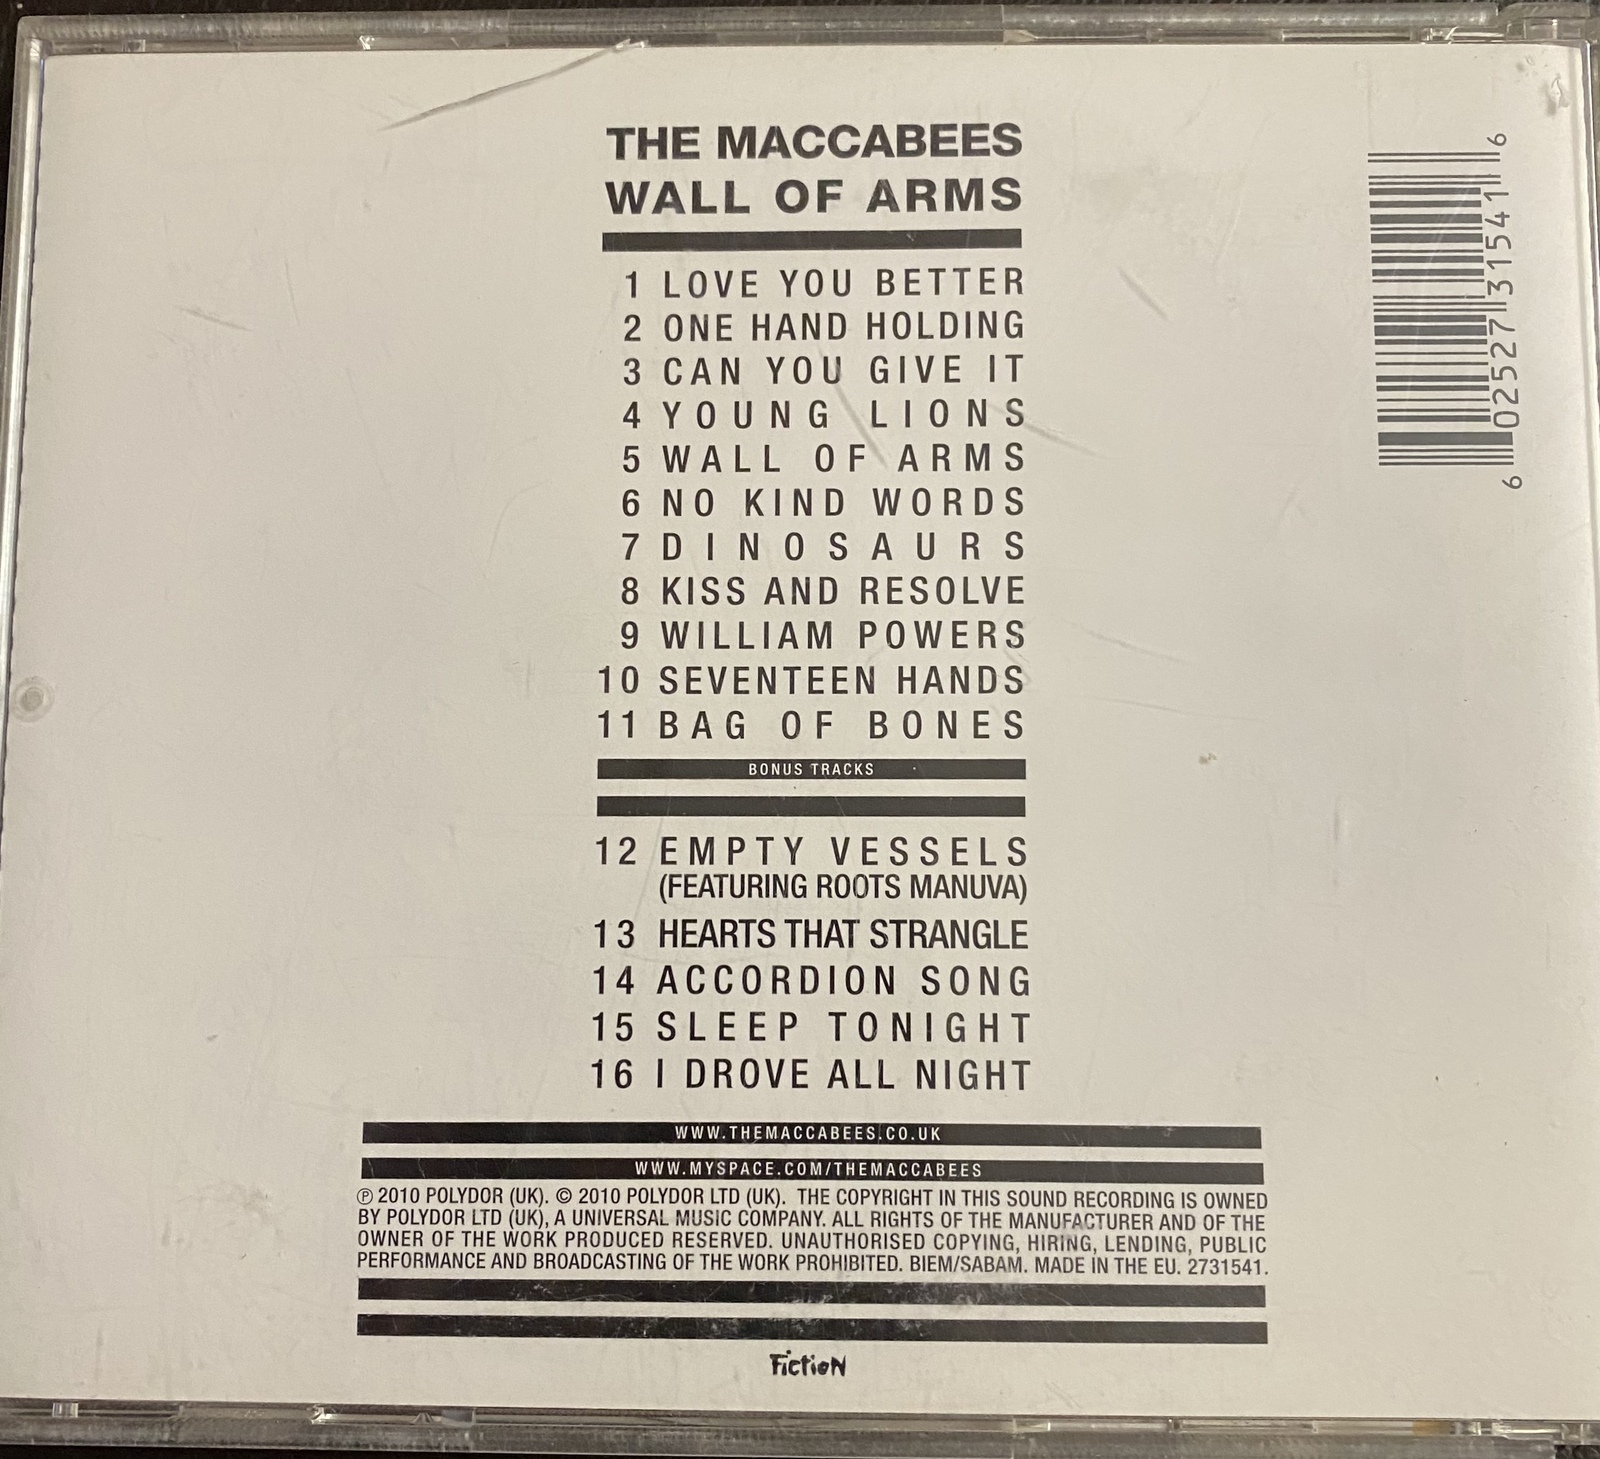 THE MACCABEES
WALL OF ARMS
1 LOVE YOU BETTER
2 ONE HAND HOLDING
3 CAN YOU GIVE IT
4 YOUNG LIONS
5 WALL OF ARMS
6 NO KIND WORDS
7 DINOSAURS
8 KISS AND RESOLVE
9 WILLIAM POWERS
10 SEVENTEEN HANDS
11 BAG OF BONES
BONUS TRACKS
12 EMPTY VESSELS
(FEATURING ROOTS MANUVA)
13 HEARTS THAT STRANGLE
14 ACCORDION SONG
15 SLEEP TONIGHT
16 I DROVE ALL NIGHT
WWW.THEMACCABEES.CO.UK
WWW.MYSPACE.COM/THEMACCABEES
℗ 2010 POLYDOR (UK). © 2010 POLYDOR LTD (UK). THE COPYRIGHT IN THIS SOUND RECORDING IS OWNED
BY POLYDOR LTD (UK), A UNIVERSAL MUSIC COMPANY. ALL RIGHTS OF THE MANUFACTURER AND OF THE
OWNER OF THE WORK PRODUCED RESERVED. UNAUTHORISED COPYING, HIRING, LENDING, PUBLIC
PERFORMANCE AND BROADCASTING OF THE WORK PROHIBITED. BIEM/SABAM. MADE IN THE EU. 2731541.
Fiction
6 02527 31541 6